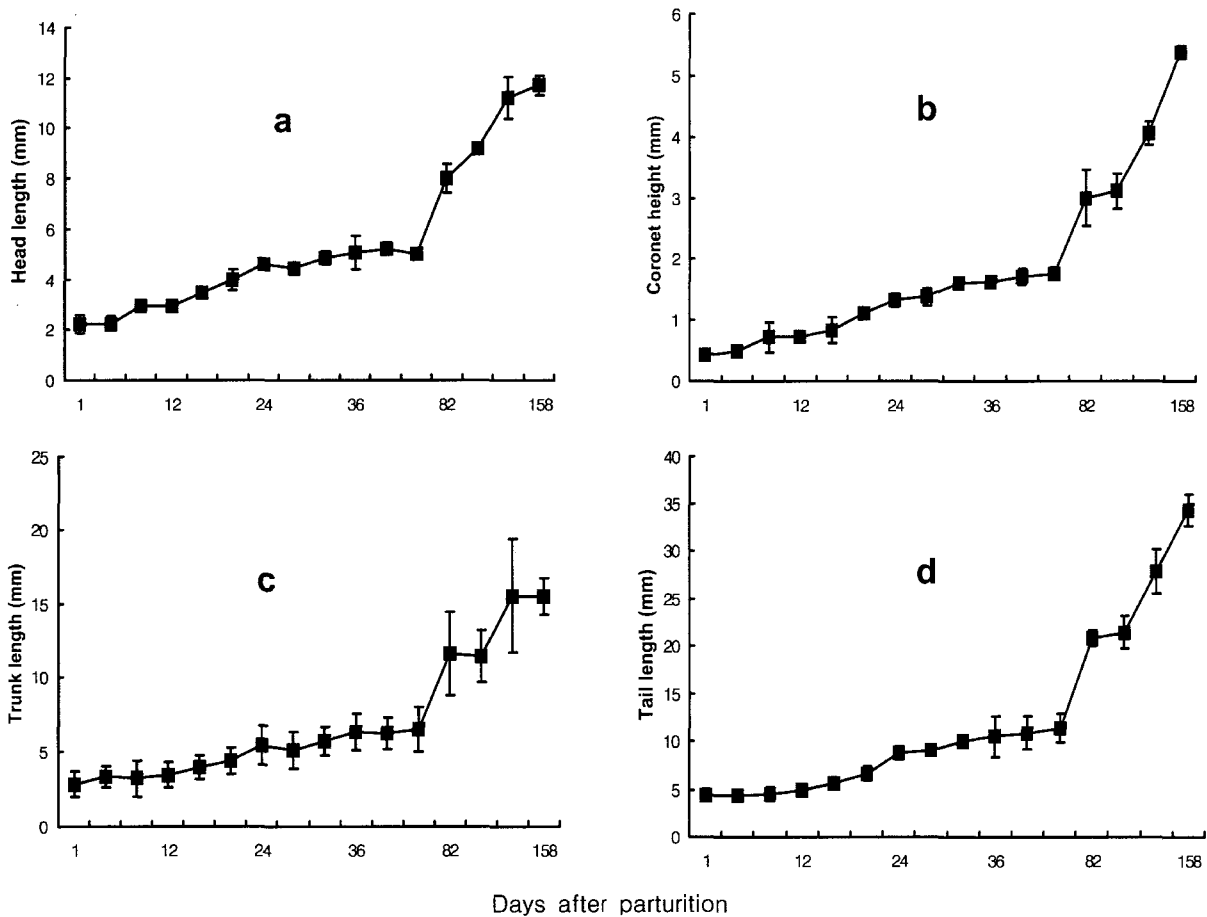 14
12
10
8
6
4
2
0
Head length (mm)
a
1 12 24 36 82 158
6
5
4
3
2
1
0
Coronet height (mm)
b
1 12 24 36 82 158
25
20
15
10
5
0
Trunk length (mm)
c
1 12 24 36 82 158
40
35
30
25
20
15
10
5
0
Tail length (mm)
d
1 12 24 36 82 158
Days after parturition